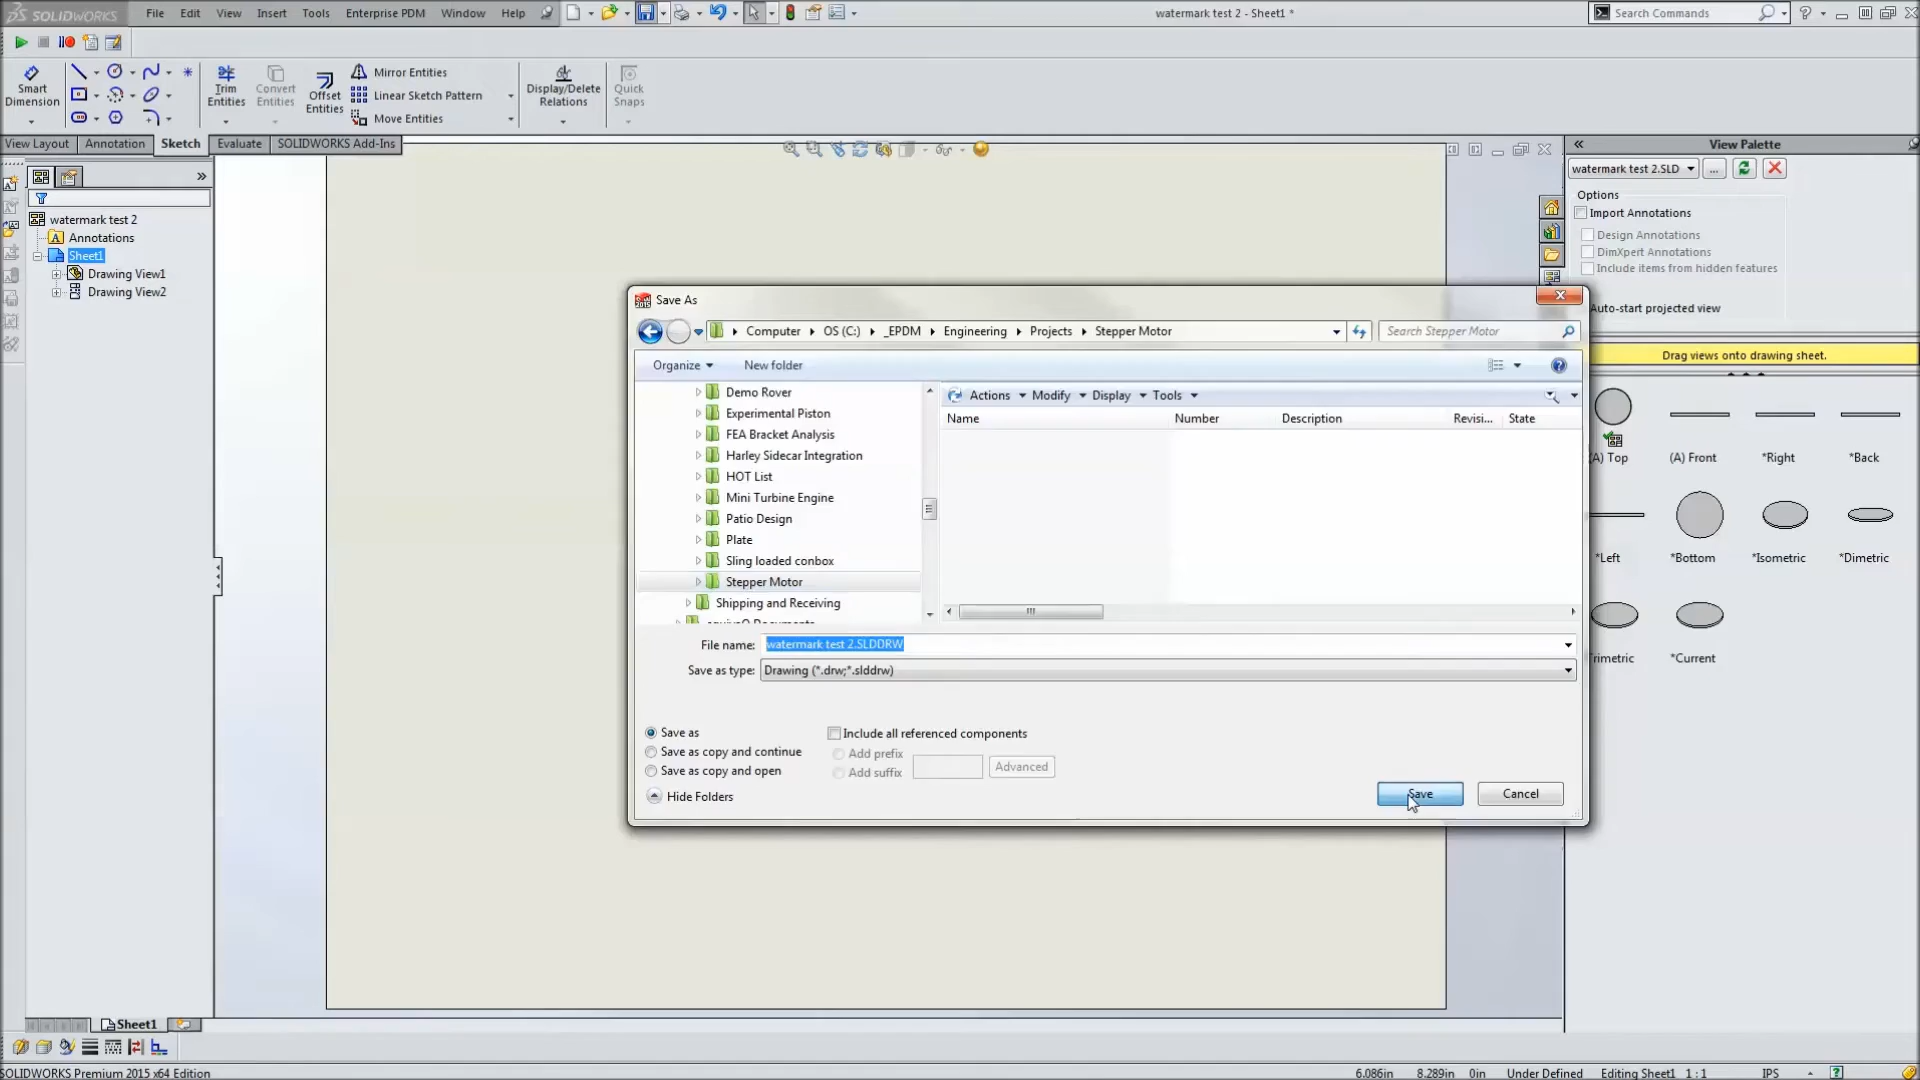 SOLIDWORKS File Edit View Insert Tools Enterprise PDM Window Help watermark test 2 - Sheet1 * Search Commands
Smart Dimension
Trim Entities
Convert Entities
Offset Entities
Mirror Entities
Linear Sketch Pattern
Move Entities
Display/Delete Relations
Quick Snaps
View Layout Annotation Sketch Evaluate SOLIDWORKS Add-Ins
watermark test 2
Annotations
Sheet1
Drawing View1
Drawing View2
Save As
Computer OS (C:) _EPDM Engineering Projects Stepper Motor Search Stepper Motor
Organize New folder
Demo Rover
Experimental Piston
FEA Bracket Analysis
Harley Sidecar Integration
HOT List
Mini Turbine Engine
Patio Design
Plate
Sling loaded conbox
Stepper Motor
Shipping and Receiving
Actions Modify Display Tools
Name Number Description Revisi... State
File name: watermark test 2.SLDDRW
Save as type: Drawing (*.drw;*.slddrw)
Save as
Save as copy and continue
Save as copy and open
Include all referenced components
Add prefix
Add suffix
Advanced
Hide Folders
Save Cancel
View Palette
watermark test 2.SLD ...
Options
Import Annotations
Design Annotations
DimXpert Annotations
Include items from hidden features
Auto-start projected view
Drag views onto drawing sheet.
(A) Top (A) Front *Right *Back
*Left *Bottom *Isometric *Dimetric
*Current
Sheet1
SOLIDWORKS Premium 2015 x64 Edition 6.086in 8.289in 0in Under Defined Editing Sheet1 1 : 1 IPS